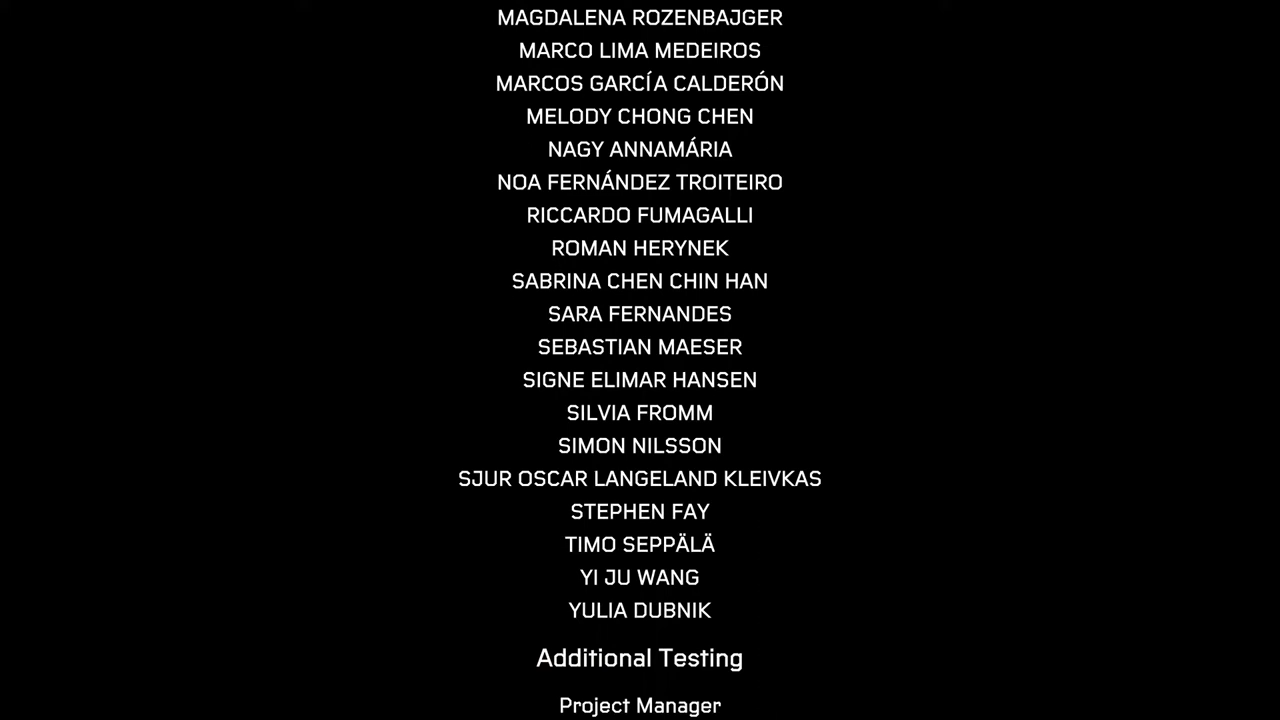 MAGDALENA ROZENBAJGER
MARCO LIMA MEDEIROS
MARCOS GARCÍA CALDERÓN
MELODY CHONG CHEN
NAGY ANNAMÁRIA
NOA FERNÁNDEZ TROITEIRO
RICCARDO FUMAGALLI
ROMAN HERYNEK
SABRINA CHEN CHIN HAN
SARA FERNANDES
SEBASTIAN MAESER
SIGNE ELIMAR HANSEN
SILVIA FROMM
SIMON NILSSON
SJUR OSCAR LANGELAND KLEIVKAS
STEPHEN FAY
TIMO SEPPÄLÄ
YI JU WANG
YULIA DUBNIK
Additional Testing
Project Manager